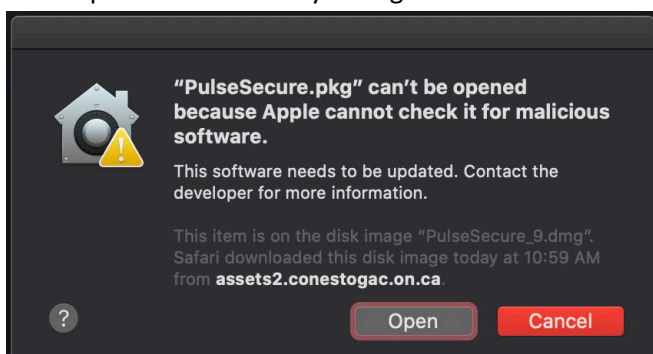 “PulseSecure.pkg” can’t be opened
because Apple cannot check it for malicious
software.
This software needs to be updated. Contact the
developer for more information.
This item is on the disk image “PulseSecure_9.dmg”.
Safari downloaded this disk image today at 10:59 AM
from assets2.conestogac.on.ca.
?
Open
Cancel